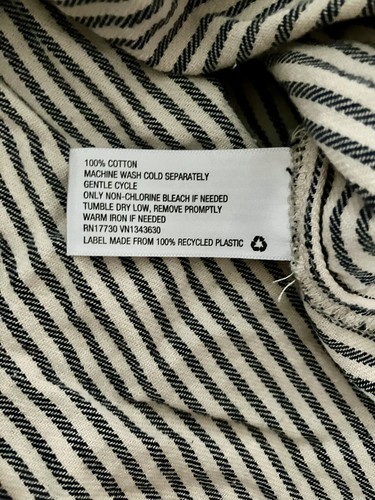 100% COTTON
MACHINE WASH COLD SEPARATELY
GENTLE CYCLE
ONLY NON-CHLORINE BLEACH IF NEEDED
TUMBLE DRY LOW, REMOVE PROMPTLY
WARM IRON IF NEEDED
RN17730 VN1343630
LABEL MADE FROM 100% RECYCLED PLASTIC